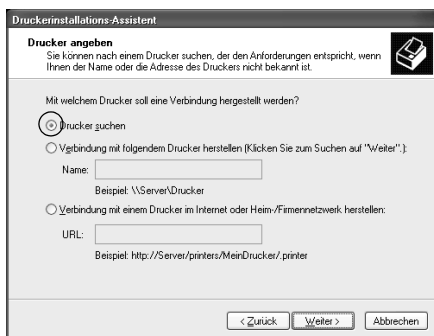 Druckerinstallations-Assistent
Drucker angeben
Sie können nach einem Drucker suchen, der den Anforderungen entspricht, wenn
Ihnen der Name oder die Adresse des Druckers nicht bekannt ist.
Mit welchem Drucker soll eine Verbindung hergestellt werden?
Drucker suchen
Verbindung mit folgendem Drucker herstellen (Klicken Sie zum Suchen auf "Weiter".):
Name:
Beispiel: \\Server\Drucker
Verbindung mit einem Drucker im Internet oder Heim-/Firmennetzwerk herstellen:
URL:
Beispiel: http://Server/printers/MeinDrucker/.printer
< Zurück Weiter > Abbrechen